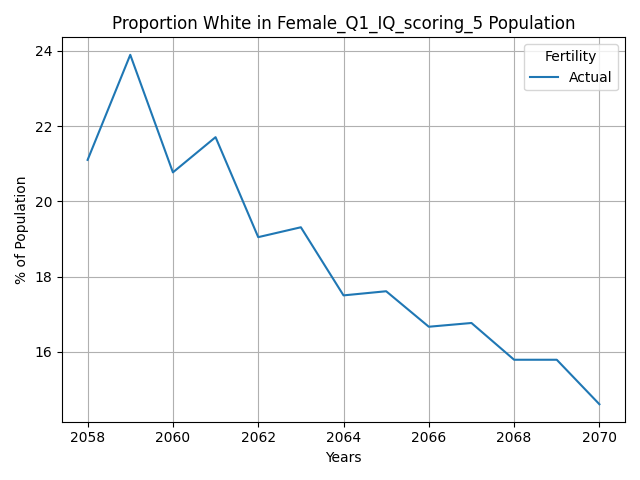 Proportion White in Female_Q1_IQ_scoring_5 Population
Fertility
Actual
24
22
20
18
16
% of Population
2058 2060 2062 2064 2066 2068 2070
Years